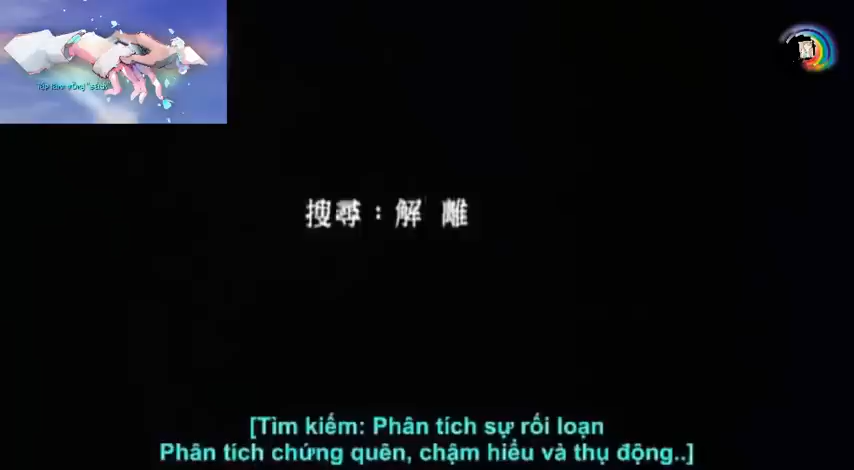 搜尋：解 離
[Tìm kiếm: Phân tích sự rối loạn
Phân tích chứng quên, chậm hiểu và thụ động..]